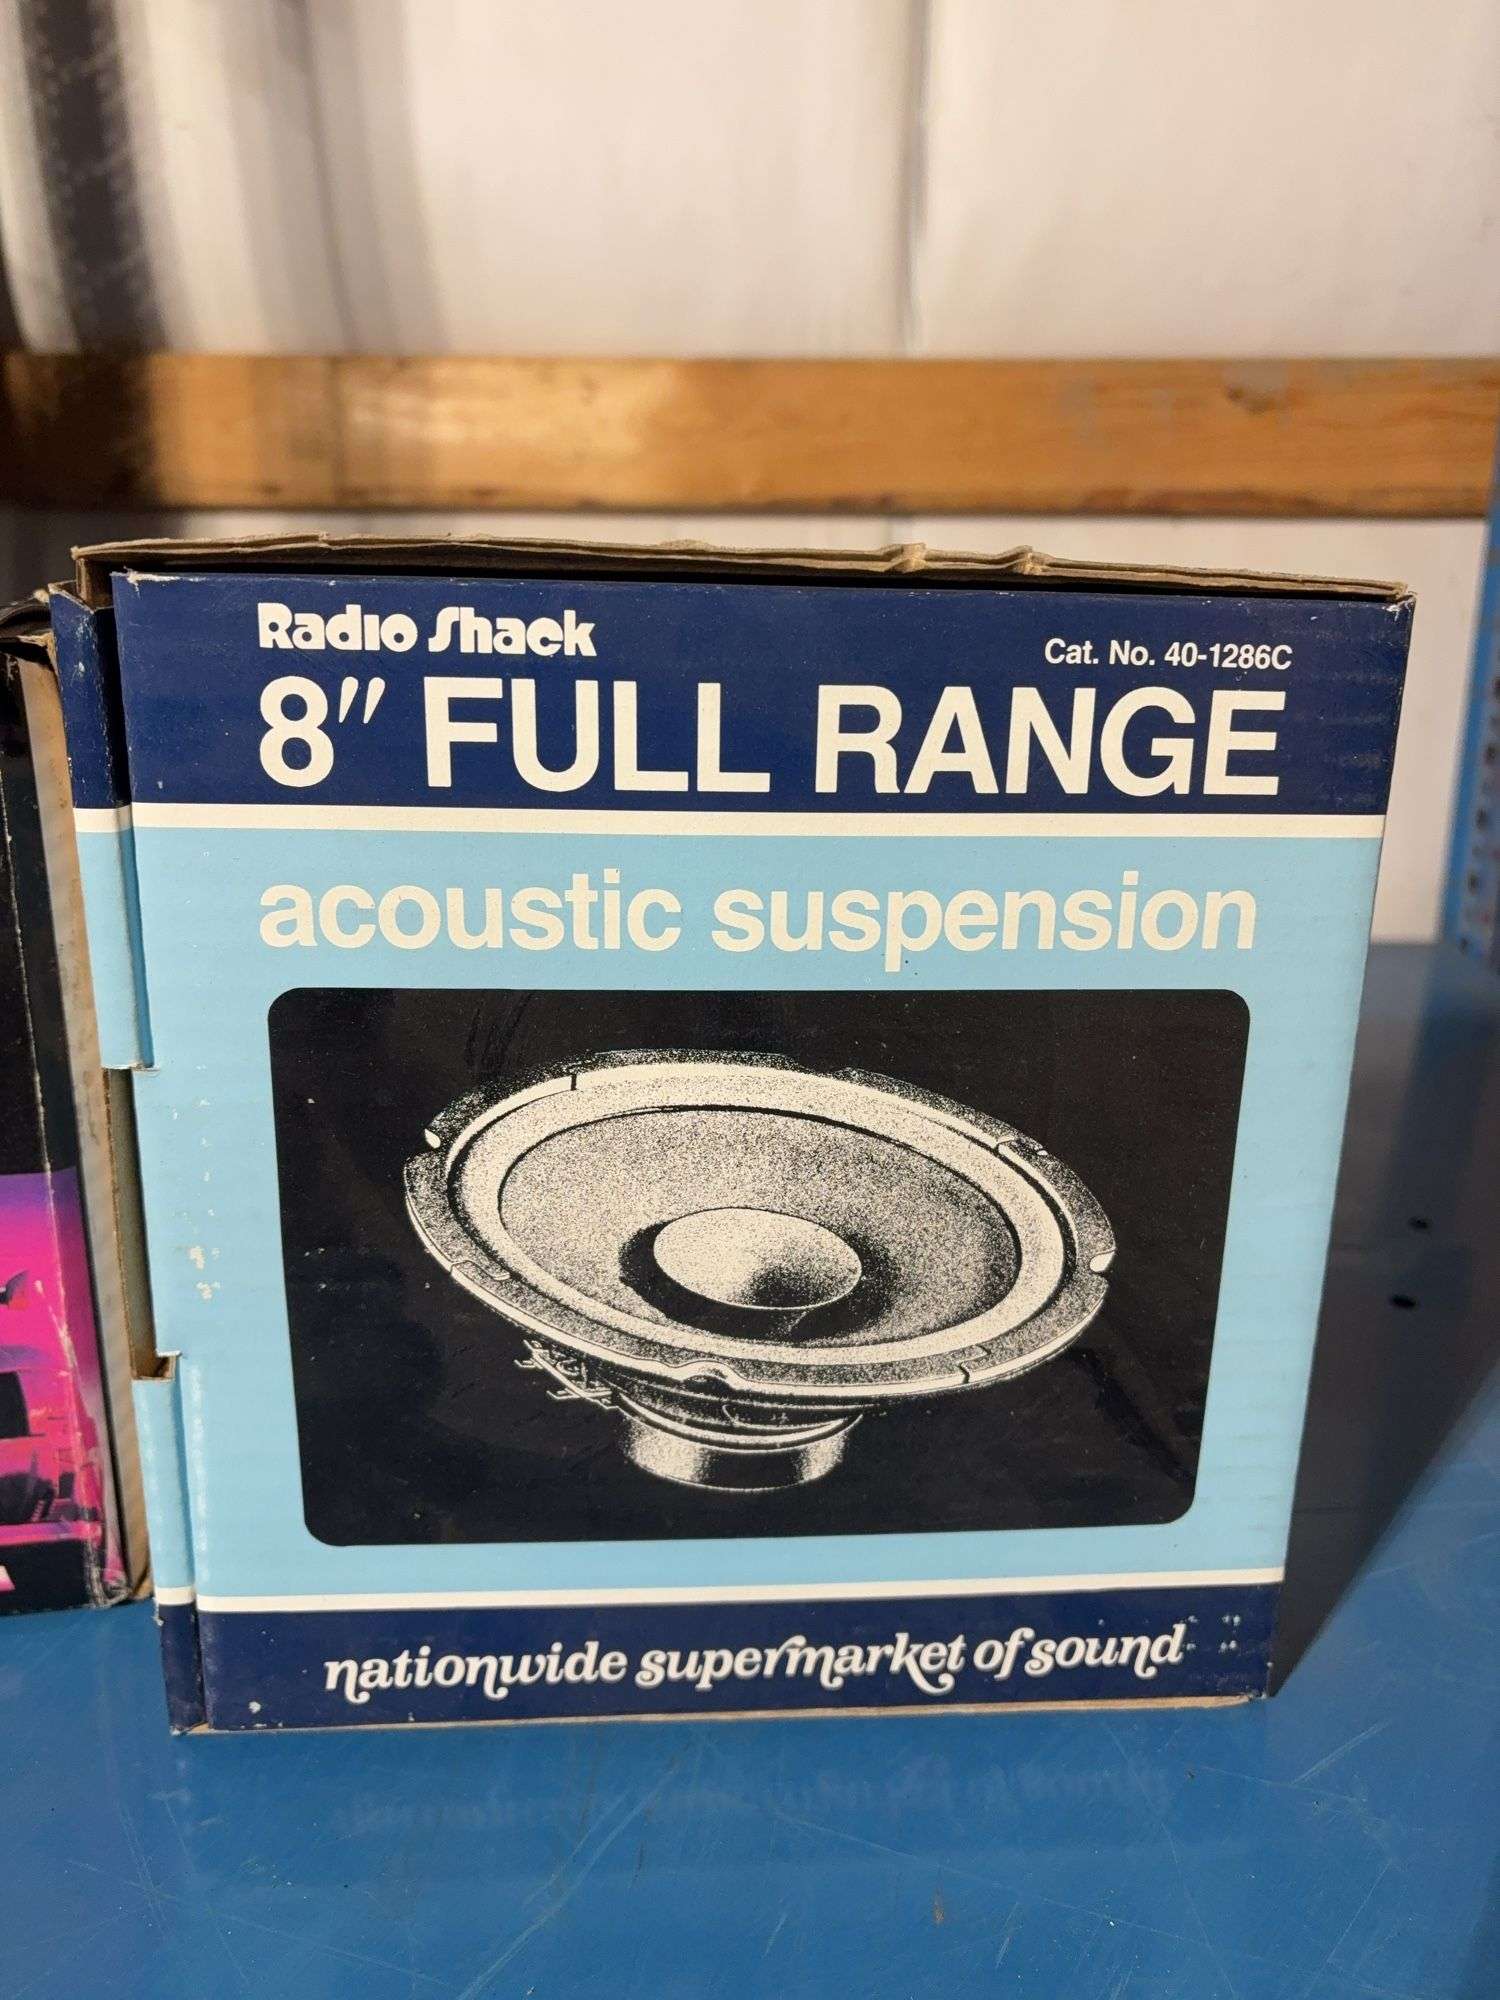 Radio Shack
Cat. No. 40-1286C
8" FULL RANGE
acoustic suspension
nationwide supermarket of sound